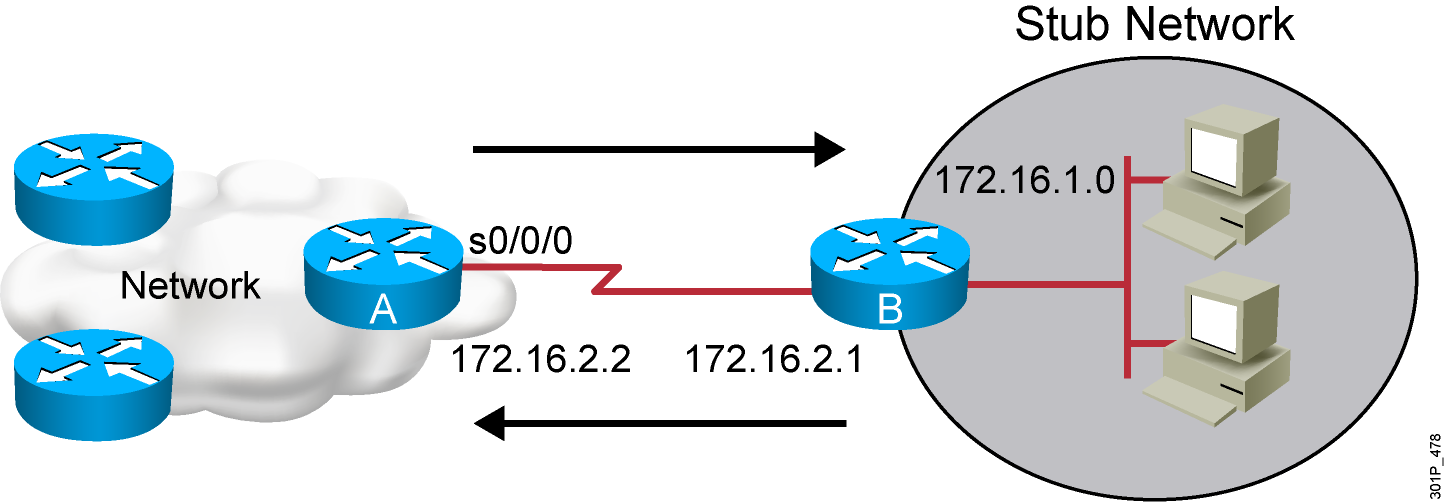 Stub Network
172.16.1.0
s0/0/0
Network
A
B
172.16.2.2
172.16.2.1
301P_478